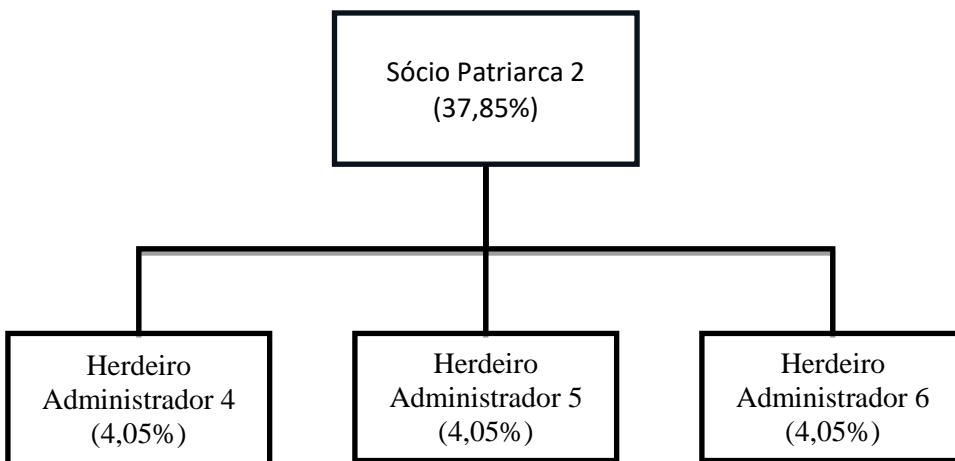 Sócio Patriarca 2
(37,85%)
Herdeiro
Administrador 4
(4,05%)
Herdeiro
Administrador 5
(4,05%)
Herdeiro
Administrador 6
(4,05%)